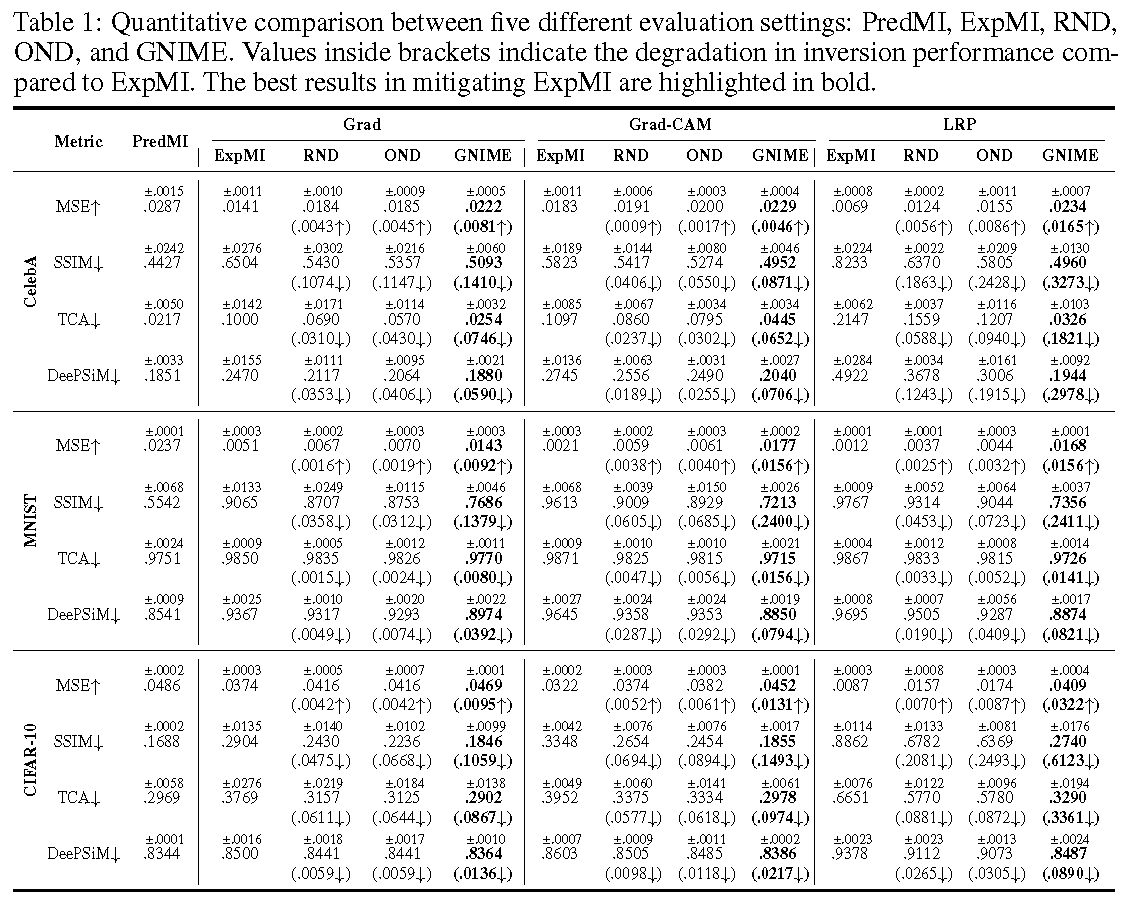 Table 1: Quantitative comparison between five different evaluation settings: PredMI, ExpMI, RND,
OND, and GNIME. Values inside brackets indicate the degradation in inversion performance com-
pared to ExpMI. The best results in mitigating ExpMI are highlighted in bold.
Metric PredMI Grad Grad-CAM LRP
ExpMI RND OND GNIME ExpMI RND OND GNIME ExpMI RND OND GNIME
CelebA
±.0015 ±.0011 ±.0010 ±.0009 ±.0005 ±.0011 ±.0006 ±.0003 ±.0004 ±.0008 ±.0002 ±.0011 ±.0007
MSE↑ .0287 .0141 .0184 .0185 .0222 .0183 .0191 .0200 .0229 .0069 .0124 .0155 .0234
(.0043↑) (.0045↑) (.0081↑) (.0009↑) (.0017↑) (.0046↑) (.0056↑) (.0086↑) (.0165↑)
±.0242 ±.0276 ±.0302 ±.0216 ±.0060 ±.0189 ±.0144 ±.0080 ±.0046 ±.0224 ±.0022 ±.0209 ±.0130
SSIM↓ .4427 .6504 .5430 .5357 .5093 .5823 .5417 .5274 .4952 .8233 .6370 .5805 .4960
(.1074↓) (.1147↓) (.1410↓) (.0406↓) (.0550↓) (.0871↓) (.1863↓) (.2428↓) (.3273↓)
±.0050 ±.0142 ±.0171 ±.0114 ±.0032 ±.0085 ±.0067 ±.0034 ±.0034 ±.0062 ±.0037 ±.0116 ±.0103
TCA↓ .0217 .1000 .0690 .0570 .0254 .1097 .0860 .0795 .0445 .2147 .1559 .1207 .0326
(.0310↓) (.0430↓) (.0746↓) (.0237↓) (.0302↓) (.0652↓) (.0588↓) (.0940↓) (.1821↓)
±.0033 ±.0155 ±.0111 ±.0095 ±.0021 ±.0136 ±.0063 ±.0031 ±.0027 ±.0284 ±.0034 ±.0161 ±.0092
DeePSiM↓ .1851 .2470 .2117 .2064 .1880 .2745 .2556 .2490 .2040 .4922 .3678 .3006 .1944
(.0353↓) (.0406↓) (.0590↓) (.0189↓) (.0255↓) (.0706↓) (.1243↓) (.1915↓) (.2978↓)
MNIST
±.0001 ±.0003 ±.0002 ±.0003 ±.0003 ±.0003 ±.0002 ±.0003 ±.0002 ±.0001 ±.0001 ±.0003 ±.0001
MSE↑ .0237 .0051 .0067 .0070 .0143 .0021 .0059 .0061 .0177 .0012 .0037 .0044 .0168
(.0016↑) (.0019↑) (.0092↑) (.0038↑) (.0040↑) (.0156↑) (.0025↑) (.0032↑) (.0156↑)
±.0068 ±.0133 ±.0249 ±.0115 ±.0046 ±.0068 ±.0039 ±.0150 ±.0026 ±.0009 ±.0052 ±.0064 ±.0037
SSIM↓ .5542 .9065 .8707 .8753 .7686 .9613 .9009 .8929 .7213 .9767 .9314 .9044 .7356
(.0358↓) (.0312↓) (.1379↓) (.0605↓) (.0685↓) (.2400↓) (.0453↓) (.0723↓) (.2411↓)
±.0024 ±.0009 ±.0005 ±.0012 ±.0011 ±.0009 ±.0010 ±.0010 ±.0021 ±.0004 ±.0012 ±.0008 ±.0014
TCA↓ .9751 .9850 .9835 .9826 .9770 .9871 .9825 .9815 .9715 .9867 .9833 .9815 .9726
(.0015↓) (.0024↓) (.0080↓) (.0047↓) (.0056↓) (.0156↓) (.0033↓) (.0052↓) (.0141↓)
±.0009 ±.0025 ±.0010 ±.0020 ±.0022 ±.0027 ±.0024 ±.0024 ±.0019 ±.0008 ±.0007 ±.0056 ±.0017
DeePSiM↓ .8541 .9367 .9317 .9293 .8974 .9645 .9358 .9353 .8850 .9695 .9505 .9287 .8874
(.0049↓) (.0074↓) (.0392↓) (.0287↓) (.0292↓) (.0794↓) (.0190↓) (.0409↓) (.0821↓)
CIFAR-10
±.0002 ±.0003 ±.0005 ±.0007 ±.0001 ±.0002 ±.0003 ±.0003 ±.0001 ±.0003 ±.0008 ±.0003 ±.0004
MSE↑ .0486 .0374 .0416 .0416 .0469 .0322 .0374 .0382 .0452 .0087 .0157 .0174 .0409
(.0042↑) (.0042↑) (.0095↑) (.0052↑) (.0061↑) (.0131↑) (.0070↑) (.0087↑) (.0322↑)
±.0002 ±.0135 ±.0140 ±.0102 ±.0099 ±.0042 ±.0076 ±.0076 ±.0017 ±.0114 ±.0133 ±.0081 ±.0176
SSIM↓ .1688 .2904 .2430 .2236 .1846 .3348 .2654 .2454 .1855 .8862 .6782 .6369 .2740
(.0475↓) (.0668↓) (.1059↓) (.0694↓) (.0894↓) (.1493↓) (.2081↓) (.2493↓) (.6123↓)
±.0058 ±.0276 ±.0219 ±.0184 ±.0138 ±.0049 ±.0060 ±.0141 ±.0061 ±.0076 ±.0122 ±.0096 ±.0194
TCA↓ .2969 .3769 .3157 .3125 .2902 .3952 .3375 .3334 .2978 .6651 .5770 .5780 .3290
(.0611↓) (.0644↓) (.0867↓) (.0577↓) (.0618↓) (.0974↓) (.0881↓) (.0872↓) (.3361↓)
±.0001 ±.0016 ±.0018 ±.0017 ±.0010 ±.0007 ±.0009 ±.0011 ±.0002 ±.0023 ±.0023 ±.0013 ±.0024
DeePSiM↓ .8344 .8500 .8441 .8441 .8364 .8603 .8505 .8485 .8386 .9378 .9112 .9073 .8487
(.0059↓) (.0059↓) (.0136↓) (.0098↓) (.0118↓) (.0217↓) (.0265↓) (.0305↓) (.0890↓)